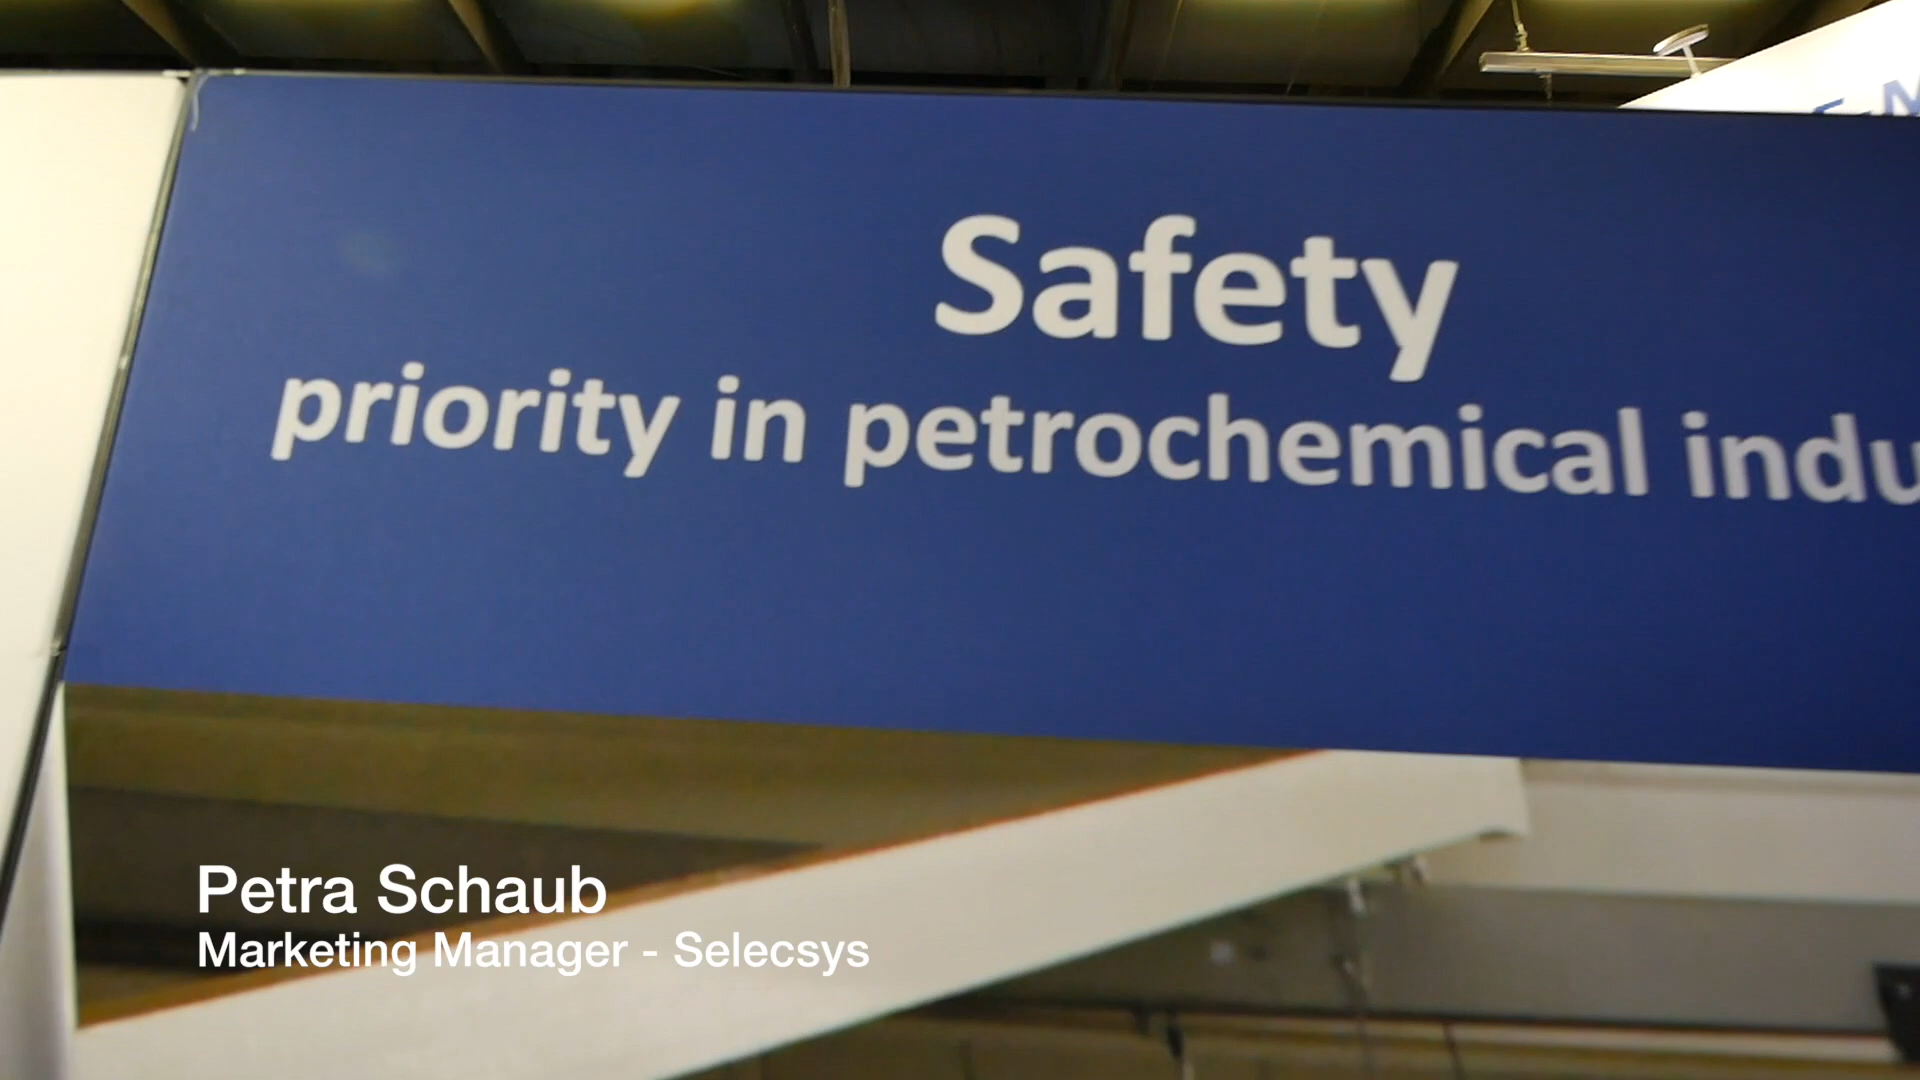 Safety
priority in petrochemical indu
Petra Schaub
Marketing Manager - Selecsys